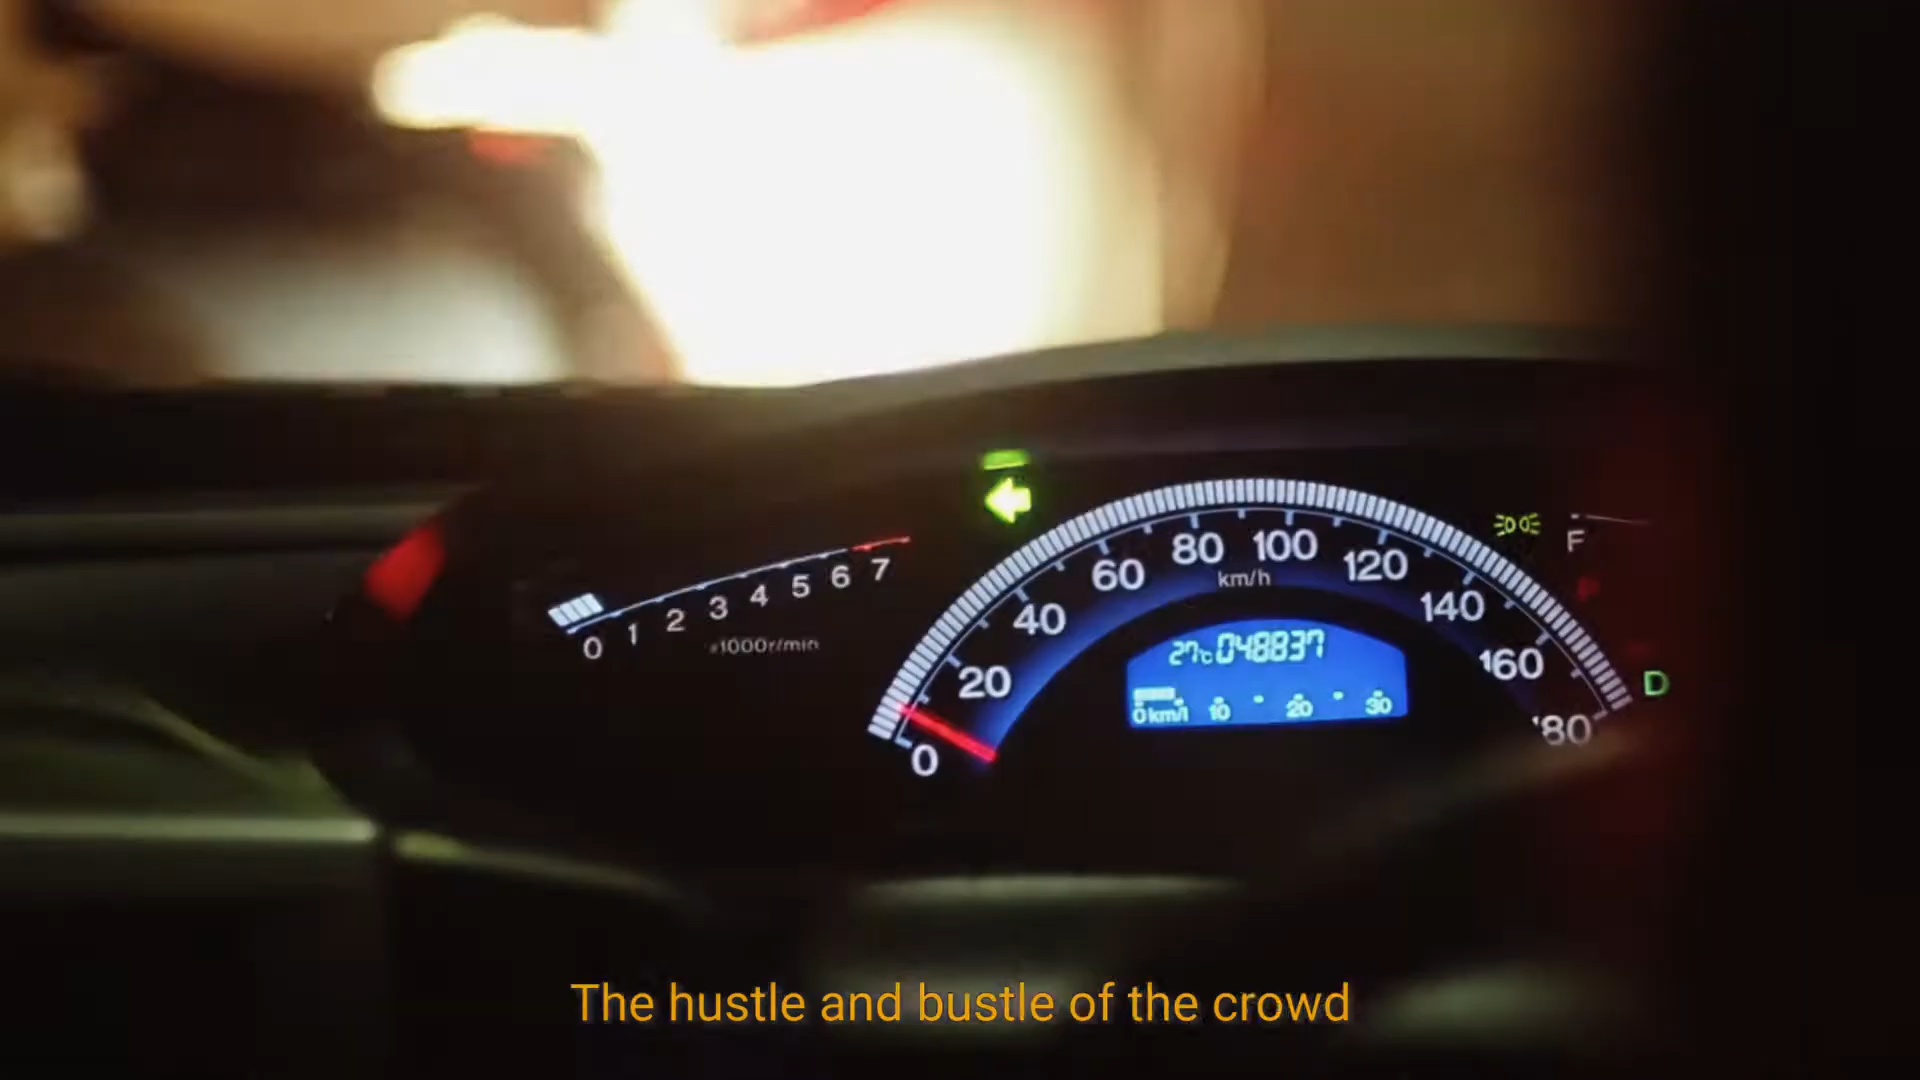 F
0 1 2 3 4 5 6 7
×1000r/min
0 20 40 60 80 100 120 140 160 180
km/h
27℃ 048837
0km/l 10 20 30
D
The hustle and bustle of the crowd